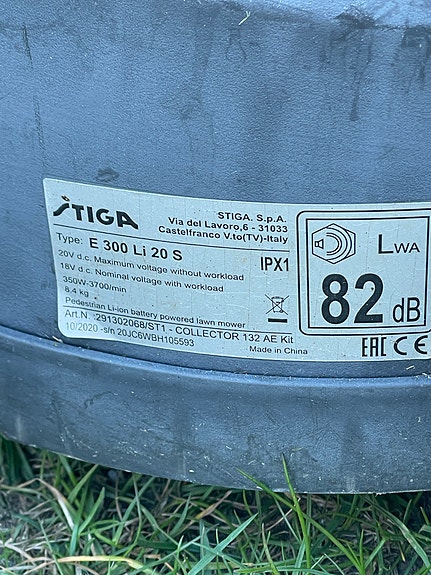 STIGA
STIGA. S.p.A.
Via del Lavoro,6 - 31033
Castelfranco V.to(TV)-Italy
Type: E 300 Li 20 S
20V d.c. Maximum voltage without workload
18V d.c. Nominal voltage with workload
IPX1
350W-3700/min
8.4 kg
Pedestrian Li-ion battery powered lawn mower
Art.N. :291302068/ST1 - COLLECTOR 132 AE Kit
10/2020 -s/n 20JC6WBH105593
Made in China
LWA
82 dB
EAC CE